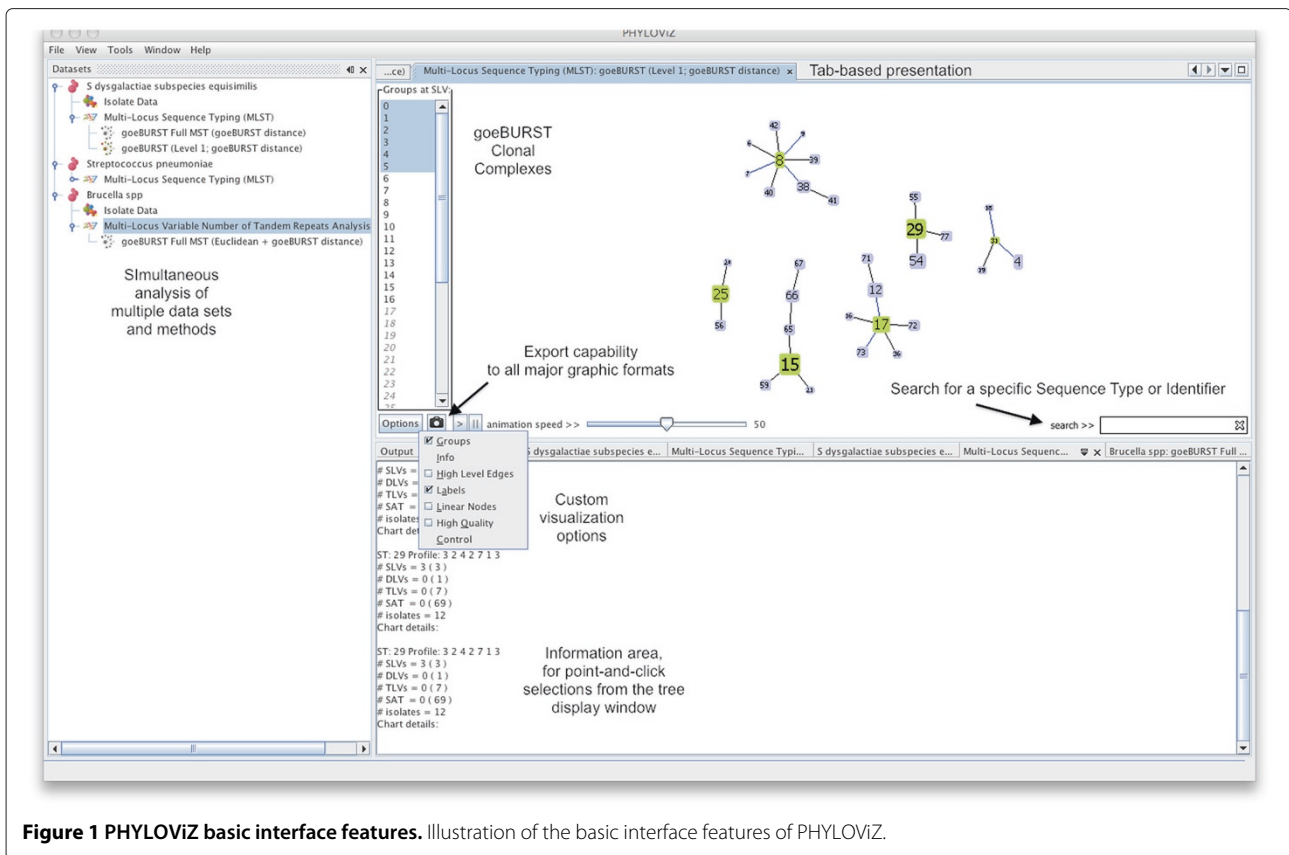 PHYLOViZ
File View Tools Window Help
Datasets
S dysgalactiae subspecies equisimilis
Isolate Data
Multi-Locus Sequence Typing (MLST)
goeBURST Full MST (goeBURST distance)
goeBURST (Level 1; goeBURST distance)
Streptococcus pneumoniae
Multi-Locus Sequence Typing (MLST)
Brucella spp
Isolate Data
Multi-Locus Variable Number of Tandem Repeats Analysis
goeBURST Full MST (Euclidean + goeBURST distance)
SImultaneous
analysis of
multiple data sets
and methods
...ce) Multi-Locus Sequence Typing (MLST): goeBURST (Level 1; goeBURST distance) x Tab-based presentation
Groups at SLV:
0
1
2
3
4
5
6
7
8
9
10
11
12
13
14
15
16
17
18
19
20
21
22
23
24
25
goeBURST
Clonal
Complexes
42
9
6
8
39
7
40
38
41
55
29
77
54
33
4
25
56
67
66
65
15
59
71
12
17
72
73
36
Export capability
to all major graphic formats
Search for a specific Sequence Type or Identifier
Options > || animation speed >> 50
search >>
Groups
Info
High Level Edges
Labels
Linear Nodes
High Quality
Control
Output S dysgalactiae subspecies e... Multi-Locus Sequence Typi... S dysgalactiae subspecies e... Multi-Locus Sequenc... x Brucella spp: goeBURST Full ...
# SLVs =
# DLVs =
# TLVs =
# SAT =
# isolates
Chart det
Custom
visualization
options
ST: 29 Profile: 3 2 4 2 7 1 3
# SLVs = 3 ( 3 )
# DLVs = 0 ( 1 )
# TLVs = 0 ( 7 )
# SAT = 0 ( 69 )
# isolates = 12
Chart details:
ST: 29 Profile: 3 2 4 2 7 1 3
# SLVs = 3 ( 3 )
# DLVs = 0 ( 1 )
# TLVs = 0 ( 7 )
# SAT = 0 ( 69 )
# isolates = 12
Chart details:
Information area,
for point-and-click
selections from the tree
display window
Figure 1 PHYLOViZ basic interface features. Illustration of the basic interface features of PHYLOViZ.